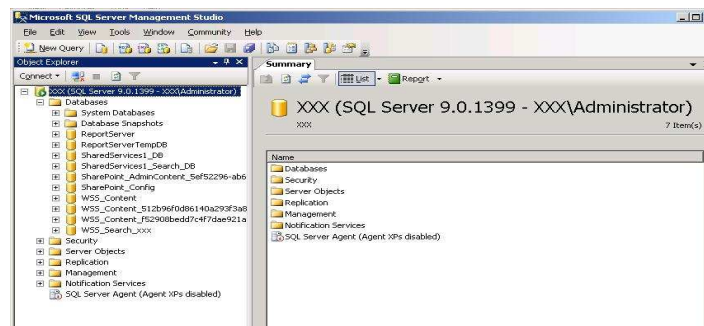 Microsoft SQL Server Management Studio
File Edit View Tools Window Community Help
New Query
Object Explorer
Connect
XXX (SQL Server 9.0.1399 - XXX\Administrator)
Databases
System Databases
Database Snapshots
ReportServer
ReportServerTempDB
SharedServices1_DB
SharedServices1_Search_DB
SharePoint_AdminContent_5ef52296-ab6
SharePoint_Config
WSS_Content
WSS_Content_512b96f0d86140a293f3a8
WSS_Content_f52908bedd7c4f7dae921a
WSS_Search_xxx
Security
Server Objects
Replication
Management
Notification Services
SQL Server Agent (Agent XPs disabled)
Summary
List Report
XXX (SQL Server 9.0.1399 - XXX\Administrator)
XXX 7 Item(s)
Name
Databases
Security
Server Objects
Replication
Management
Notification Services
SQL Server Agent (Agent XPs disabled)